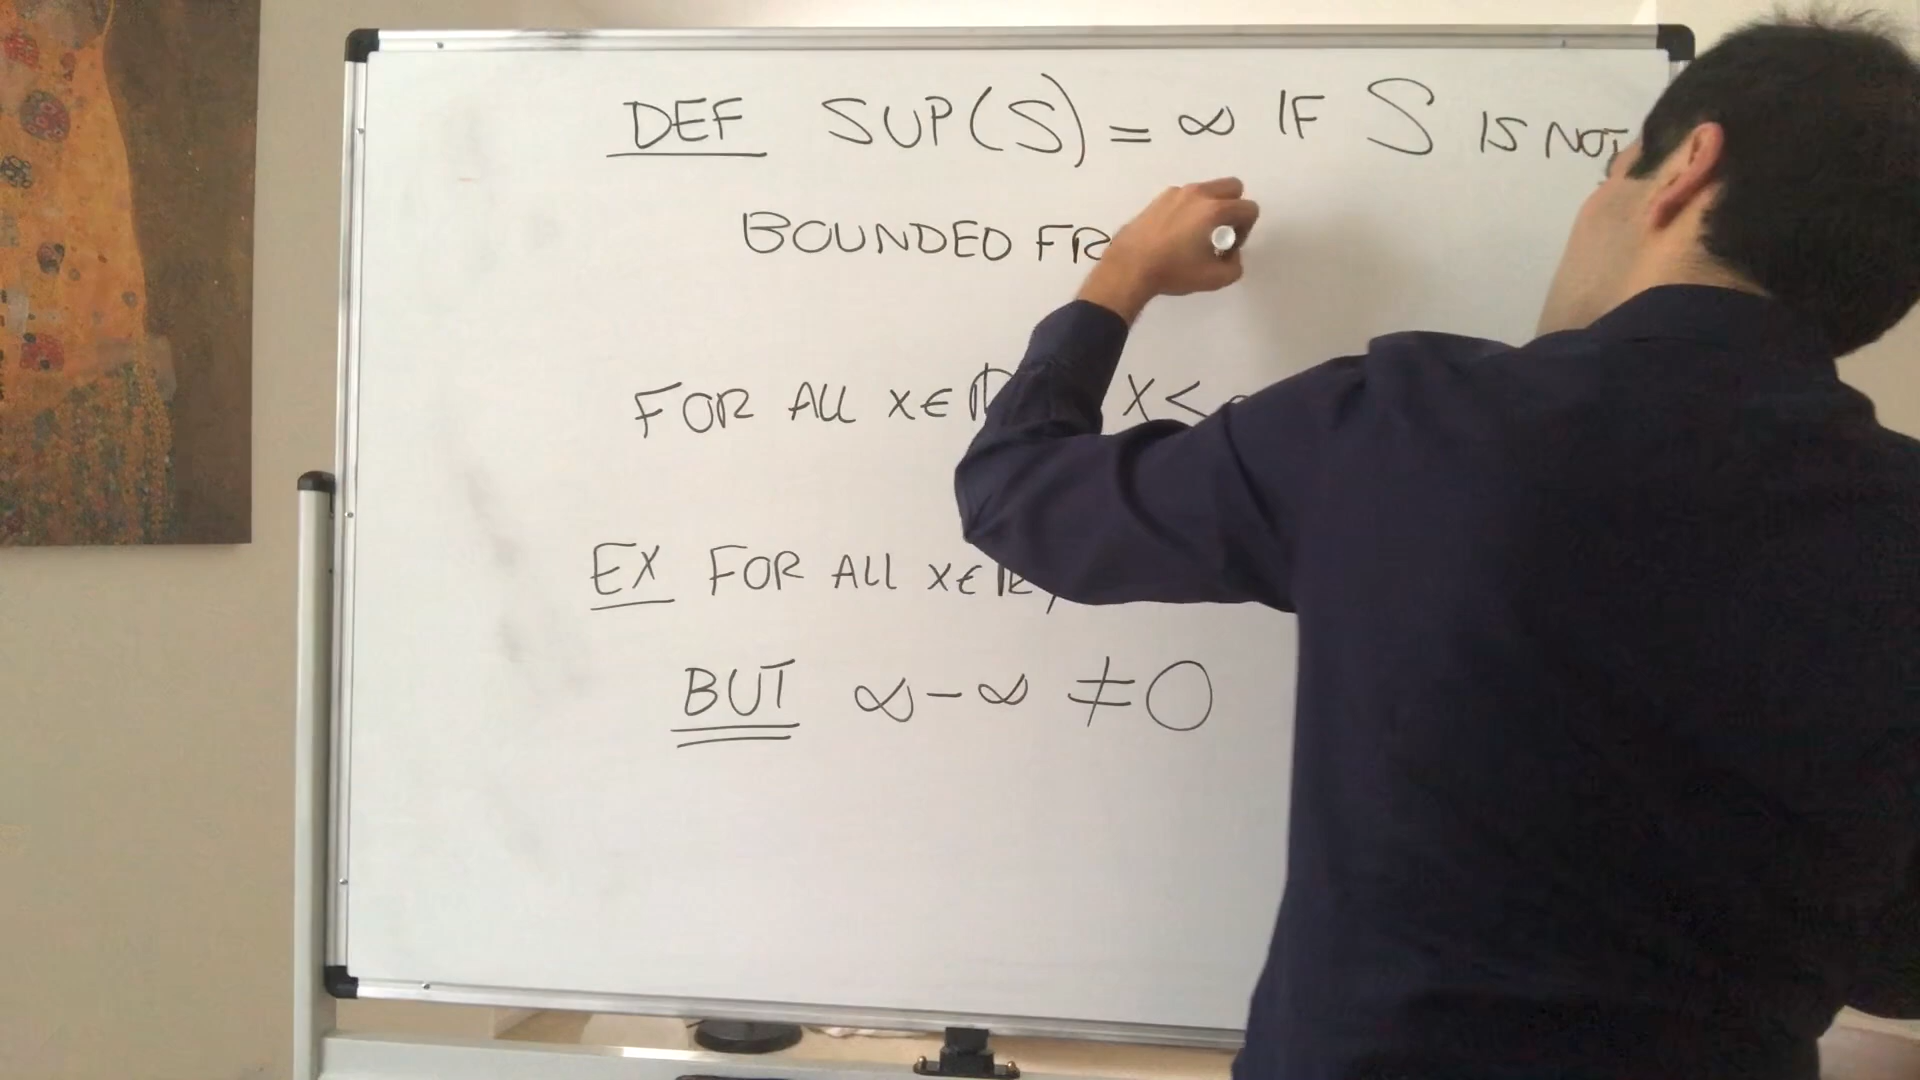 DEF SUP(S) = ∞ IF S IS NOT
BOUNDED FR
FOR ALL X ∈ ℝ X <
EX FOR ALL X ∈ ℝ,
BUT ∞ - ∞ ≠ 0